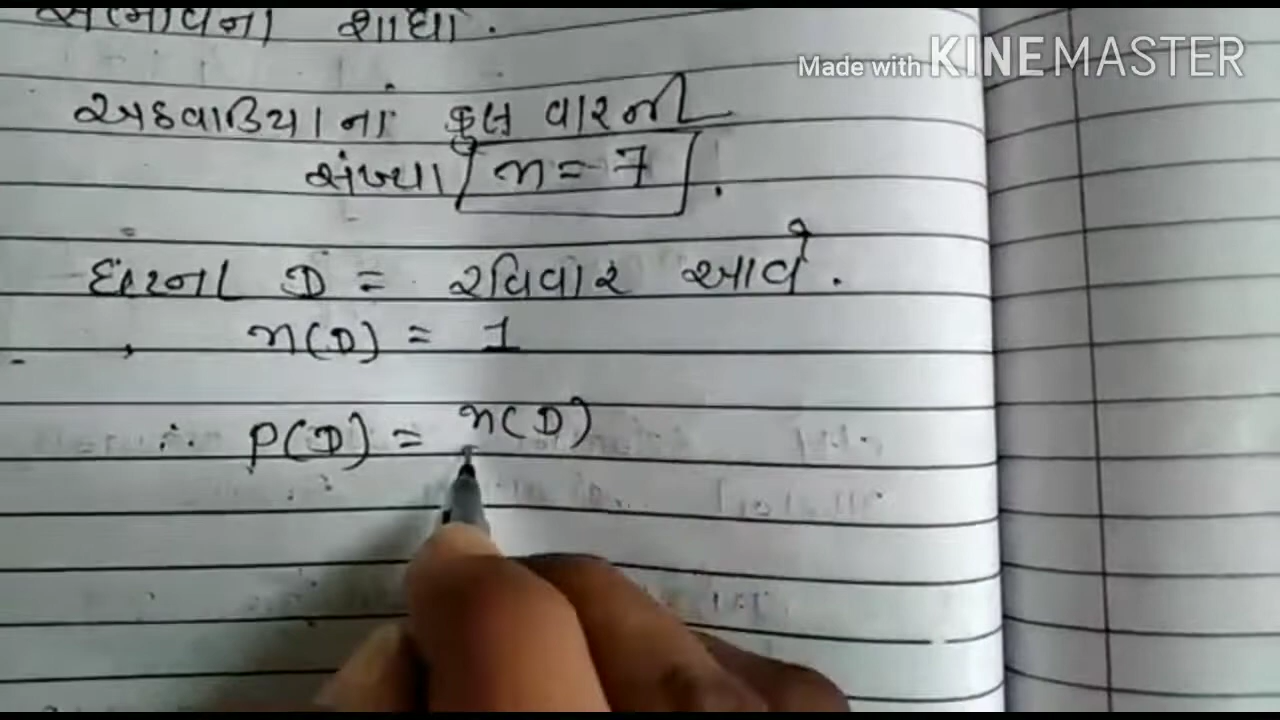 સંભાવના શોધો.
Made with KINEMASTER
અઠવાડિયાનાં કુલ વારની
સંખ્યા n = 7.
ઘટના D = રવિવાર આવે.
n(D) = 1
∴ P(D) = n(D)